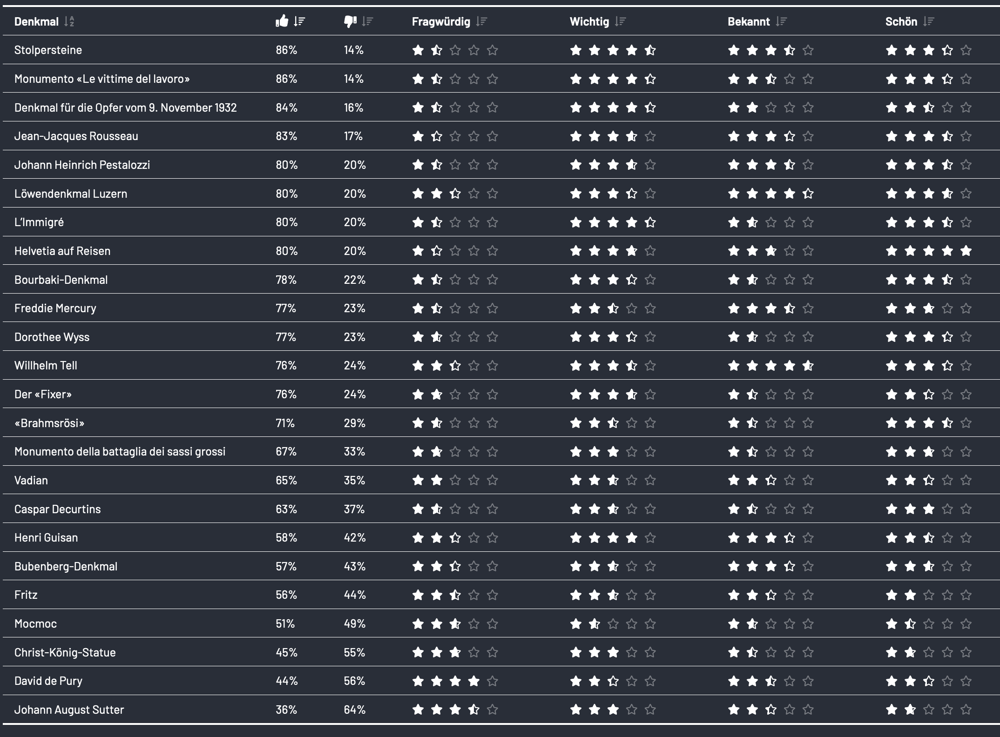 Denkmal Fragwürdig Wichtig Bekannt Schön
Stolpersteine 86% 14%
Monumento «Le vittime del lavoro» 86% 14%
Denkmal für die Opfer vom 9. November 1932 84% 16%
Jean-Jacques Rousseau 83% 17%
Johann Heinrich Pestalozzi 80% 20%
Löwendenkmal Luzern 80% 20%
L’Immigré 80% 20%
Helvetia auf Reisen 80% 20%
Bourbaki-Denkmal 78% 22%
Freddie Mercury 77% 23%
Dorothee Wyss 77% 23%
Willhelm Tell 76% 24%
Der «Fixer» 76% 24%
«Brahmsrösi» 71% 29%
Monumento della battaglia dei sassi grossi 67% 33%
Vadian 65% 35%
Caspar Decurtins 63% 37%
Henri Guisan 58% 42%
Bubenberg-Denkmal 57% 43%
Fritz 56% 44%
Mocmoc 51% 49%
Christ-König-Statue 45% 55%
David de Pury 44% 56%
Johann August Sutter 36% 64%